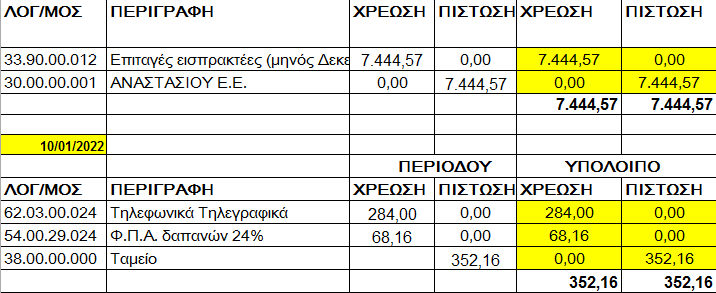 ΛΟΓ/ΜΟΣ ΠΕΡΙΓΡΑΦΗ ΧΡΕΩΣΗ ΠΙΣΤΩΣΗ ΧΡΕΩΣΗ ΠΙΣΤΩΣΗ
33.90.00.012 Επιταγές εισπρακτέες (μηνός Δεκε 7.444,57 0,00 7.444,57 0,00
30.00.00.001 ΑΝΑΣΤΑΣΙΟΥ Ε.Ε. 0,00 7.444,57 0,00 7.444,57
7.444,57 7.444,57
10/01/2022
ΠΕΡΙΟΔΟΥ ΥΠΟΛΟΙΠΟ
ΛΟΓ/ΜΟΣ ΠΕΡΙΓΡΑΦΗ ΧΡΕΩΣΗ ΠΙΣΤΩΣΗ ΧΡΕΩΣΗ ΠΙΣΤΩΣΗ
62.03.00.024 Τηλεφωνικά Τηλεγραφικά 284,00 0,00 284,00 0,00
54.00.29.024 Φ.Π.Α. δαπανών 24% 68,16 0,00 68,16 0,00
38.00.00.000 Ταμείο 352,16 0,00 352,16
352,16 352,16